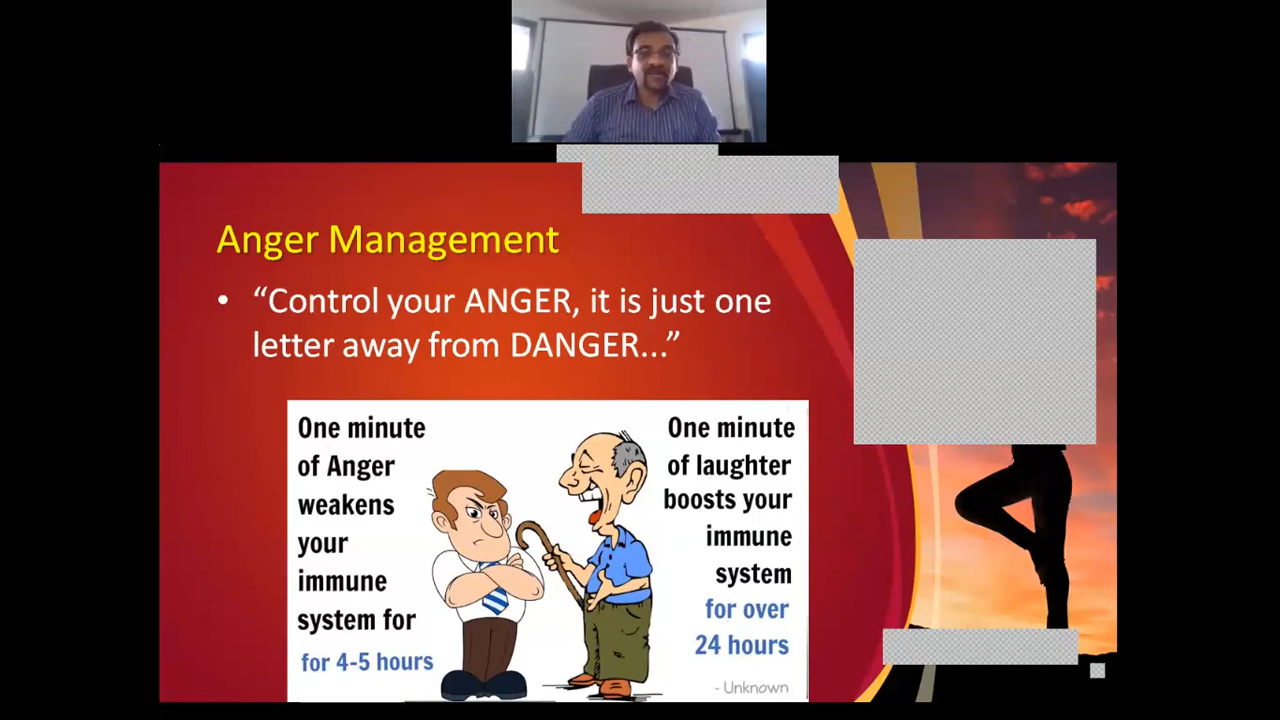 Anger Management
• “Control your ANGER, it is just one
letter away from DANGER...”
One minute
of Anger
weakens
your
immune
system for
for 4-5 hours
One minute
of laughter
boosts your
immune
system
for over
24 hours
- Unknown